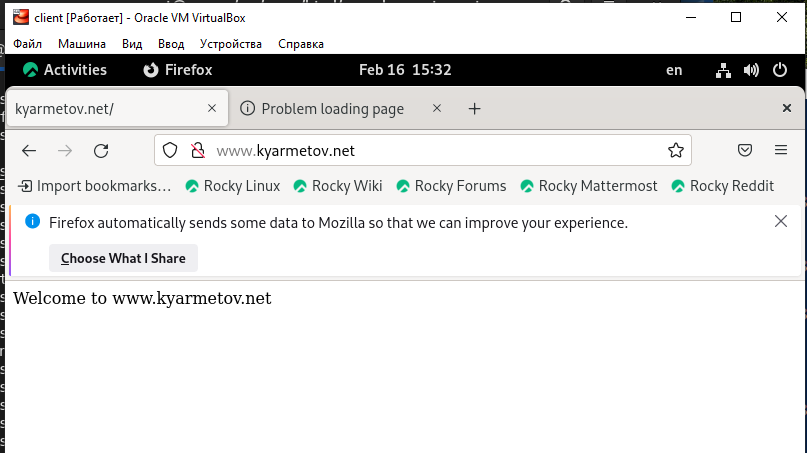 client [Работает] - Oracle VM VirtualBox
Файл Машина Вид Ввод Устройства Справка
Activities Firefox Feb 16 15:32 en
kyarmetov.net/ Problem loading page
www.kyarmetov.net
Import bookmarks... Rocky Linux Rocky Wiki Rocky Forums Rocky Mattermost Rocky Reddit
Firefox automatically sends some data to Mozilla so that we can improve your experience.
Choose What I Share
Welcome to www.kyarmetov.net